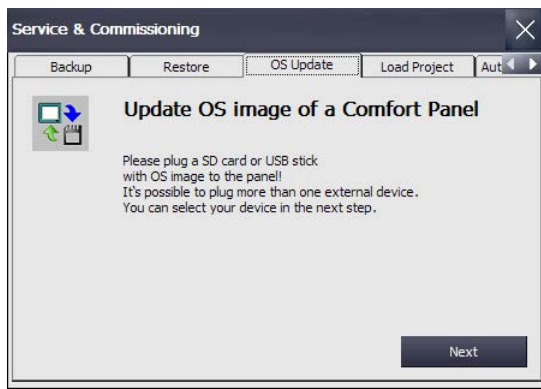 Service & Commissioning
Backup Restore OS Update Load Project Aut
Update OS image of a Comfort Panel
Please plug a SD card or USB stick
with OS image to the panel!
It's possible to plug more than one external device.
You can select your device in the next step.
Next